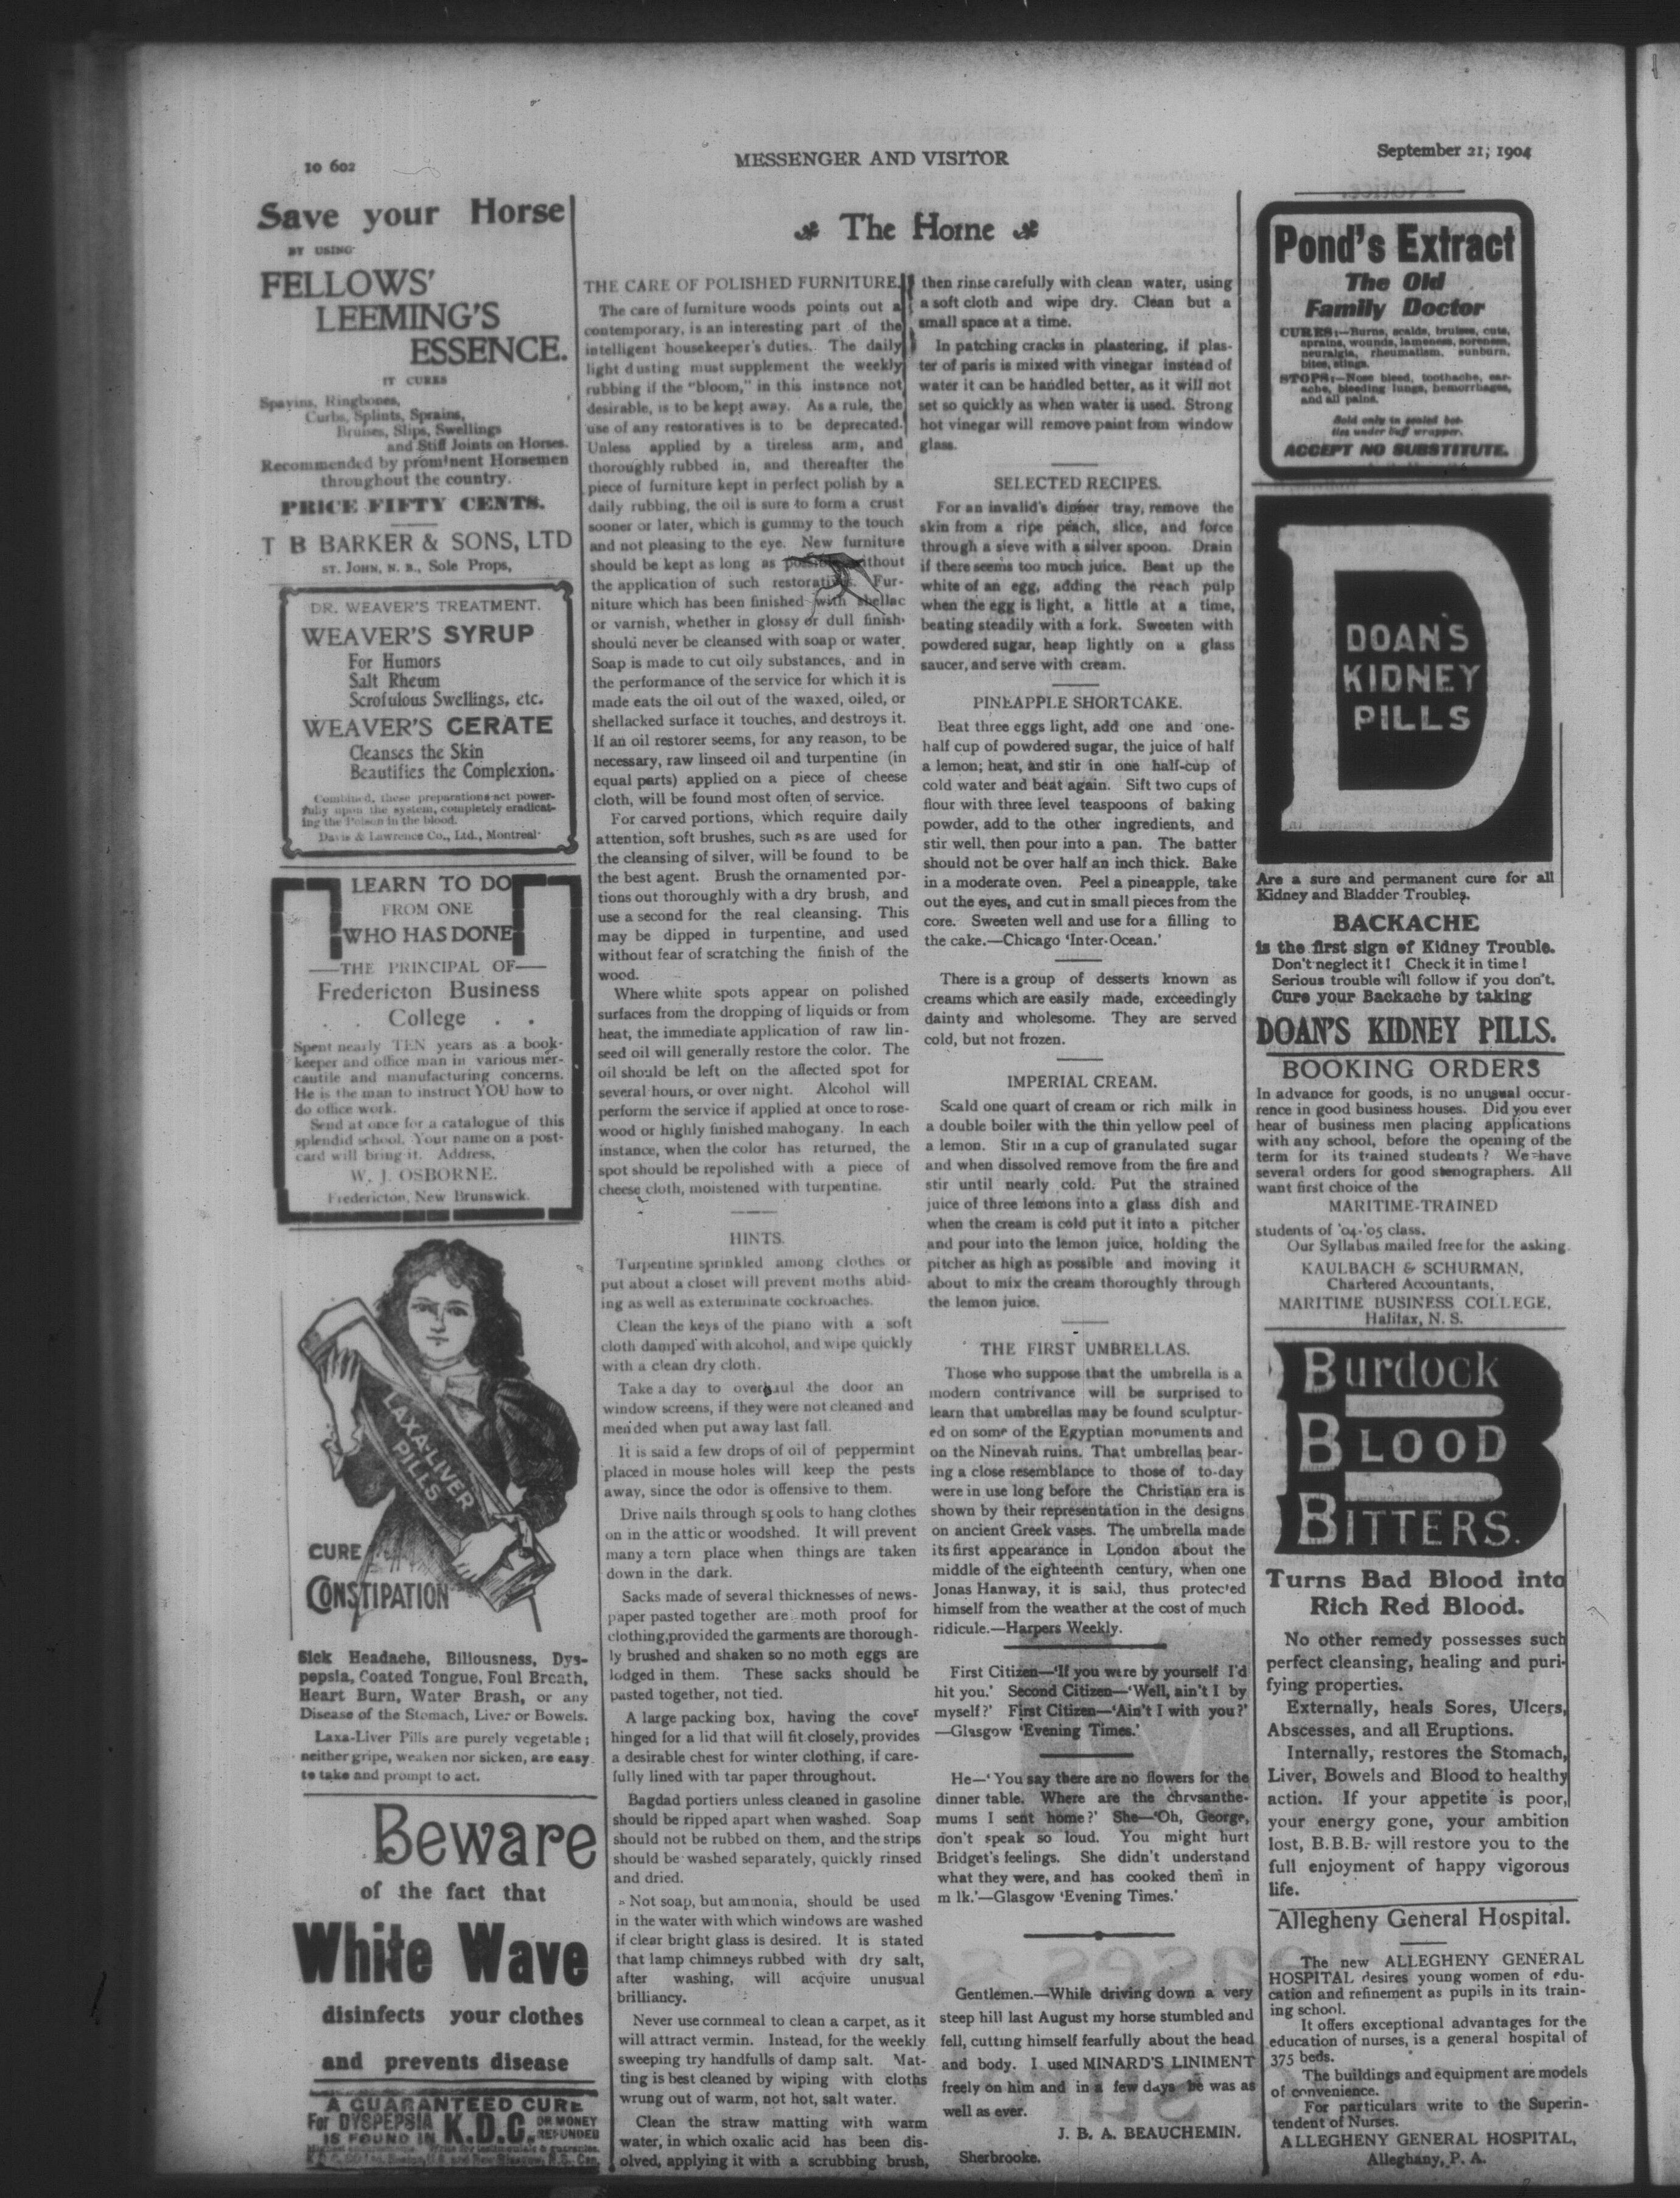 10 602
MESSENGER AND VISITOR
September 21, 1904
Save your Horse
BY USING
FELLOWS'
LEEMING'S
ESSENCE.
IT CURES
Spavins, Ringbones,
Curbs, Splints, Sprains,
Bruises, Slips, Swellings
and Stiff Joints on Horses.
Recommended by prominent Horsemen
throughout the country.
PRICE FIFTY CENTS.
T B BARKER & SONS, LTD
ST. JOHN, N. B., Sole Props,
DR. WEAVER'S TREATMENT.
WEAVER'S SYRUP
For Humors
Salt Rheum
Scrofulous Swellings, etc.
WEAVER'S CERATE
Cleanses the Skin
Beautifies the Complexion.
Combined, these preparations act power-
fully upon the system, completely eradicat-
ing the Poison in the blood.
Davis & Lawrence Co., Ltd., Montreal
LEARN TO DO
FROM ONE
WHO HAS DONE
—THE PRINCIPAL OF—
Fredericton Business
. . College . .
Spent nearly TEN years as a book-
keeper and office man in various mer-
cautile and manufacturing concerns.
He is the man to instruct YOU how to
do office work.
Send at once for a catalogue of this
splendid school. Your name on a post-
card will bring it. Address,
W. J. OSBORNE.
Fredericton, New Brunswick.
LAXA-LIVER
PILLS
CURE
CONSTIPATION
Sick Headache, Biliousness, Dys-
pepsia, Coated Tongue, Foul Breath,
Heart Burn, Water Brash, or any
Disease of the Stomach, Liver or Bowels.
Laxa-Liver Pills are purely vegetable;
neither gripe, weaken nor sicken, are easy
to take and prompt to act.
Beware
of the fact that
White Wave
disinfects your clothes
and prevents disease
A GUARANTEED CURE
For DYSPEPSIA
IS FOUND IN
K.D.C.
OR MONEY
REFUNDED
The Home
THE CARE OF POLISHED FURNITURE.
The care of furniture woods points out a
contemporary, is an interesting part of the
intelligent housekeeper's duties. The daily
light dusting must supplement the weekly
rubbing if the "bloom," in this instance not
desirable, is to be kept away. As a rule, the
use of any restoratives is to be deprecated.
Unless applied by a tireless arm, and
thoroughly rubbed in, and thereafter the
piece of furniture kept in perfect polish by a
daily rubbing, the oil is sure to form a crust
sooner or later, which is gummy to the touch
and not pleasing to the eye. New furniture
should be kept as long as possible without
the application of such restoratives. Fur-
niture which has been finished with shellac
or varnish, whether in glossy or dull finish
should never be cleansed with soap or water.
Soap is made to cut oily substances, and in
the performance of the service for which it is
made eats the oil out of the waxed, oiled, or
shellacked surface it touches, and destroys it.
If an oil restorer seems, for any reason, to be
necessary, raw linseed oil and turpentine (in
equal parts) applied on a piece of cheese
cloth, will be found most often of service.
For carved portions, which require daily
attention, soft brushes, such as are used for
the cleansing of silver, will be found to be
the best agent. Brush the ornamented por-
tions out thoroughly with a dry brush, and
use a second for the real cleansing. This
may be dipped in turpentine, and used
without fear of scratching the finish of the
wood.
Where white spots appear on polished
surfaces from the dropping of liquids or from
heat, the immediate application of raw lin-
seed oil will generally restore the color. The
oil should be left on the affected spot for
several hours, or over night. Alcohol will
perform the service if applied at once to rose-
wood or highly finished mahogany. In each
instance, when the color has returned, the
spot should be repolished with a piece of
cheese cloth, moistened with turpentine.
HINTS.
Turpentine sprinkled among clothes or
put about a closet will prevent moths abid-
ing as well as exterminate cockroaches.
Clean the keys of the piano with a soft
cloth damped with alcohol, and wipe quickly
with a clean dry cloth.
Take a day to overhaul the door an
window screens, if they were not cleaned and
mended when put away last fall.
It is said a few drops of oil of peppermint
placed in mouse holes will keep the pests
away, since the odor is offensive to them.
Drive nails through spools to hang clothes
on in the attic or woodshed. It will prevent
many a torn place when things are taken
down in the dark.
Sacks made of several thicknesses of news-
paper pasted together are moth proof for
clothing,provided the garments are thorough-
ly brushed and shaken so no moth eggs are
lodged in them. These sacks should be
pasted together, not tied.
A large packing box, having the cover
hinged for a lid that will fit closely, provides
a desirable chest for winter clothing, if care-
fully lined with tar paper throughout.
Bagdad portiers unless cleaned in gasoline
should be ripped apart when washed. Soap
should not be rubbed on them, and the strips
should be washed separately, quickly rinsed
and dried.
Not soap, but ammonia, should be used
in the water with which windows are washed
if clear bright glass is desired. It is stated
that lamp chimneys rubbed with dry salt,
after washing, will acquire unusual
brilliancy.
Never use cornmeal to clean a carpet, as it
will attract vermin. Instead, for the weekly
sweeping try handfulls of damp salt. Mat-
ting is best cleaned by wiping with cloths
wrung out of warm, not hot, salt water.
Clean the straw matting with warm
water, in which oxalic acid has been dis-
olved, applying it with a scrubbing brush,
then rinse carefully with clean water, using
a soft cloth and wipe dry. Clean but a
small space at a time.
In patching cracks in plastering, if plas-
ter of paris is mixed with vinegar instead of
water it can be handled better, as it will not
set so quickly as when water is used. Strong
hot vinegar will remove paint from window
glass.
SELECTED RECIPES.
For an invalid's dinner tray, remove the
skin from a ripe peach, slice, and force
through a sieve with a silver spoon. Drain
if there seems too much juice. Beat up the
white of an egg, adding the peach pulp
when the egg is light, a little at a time,
beating steadily with a fork. Sweeten with
powdered sugar, heap lightly on a glass
saucer, and serve with cream.
PINEAPPLE SHORTCAKE.
Beat three eggs light, add one and one-
half cup of powdered sugar, the juice of half
a lemon; heat, and stir in one half-cup of
cold water and beat again. Sift two cups of
flour with three level teaspoons of baking
powder, add to the other ingredients, and
stir well, then pour into a pan. The batter
should not be over half an inch thick. Bake
in a moderate oven. Peel a pineapple, take
out the eyes, and cut in small pieces from the
core. Sweeten well and use for a filling to
the cake.—Chicago 'Inter-Ocean.'
There is a group of desserts known as
creams which are easily made, exceedingly
dainty and wholesome. They are served
cold, but not frozen.
IMPERIAL CREAM.
Scald one quart of cream or rich milk in
a double boiler with the thin yellow peel of
a lemon. Stir in a cup of granulated sugar
and when dissolved remove from the fire and
stir until nearly cold. Put the strained
juice of three lemons into a glass dish and
when the cream is cold put it into a pitcher
and pour into the lemon juice, holding the
pitcher as high as possible and moving it
about to mix the cream thoroughly through
the lemon juice.
THE FIRST UMBRELLAS.
Those who suppose that the umbrella is a
modern contrivance will be surprised to
learn that umbrellas may be found sculptur-
ed on some of the Egyptian monuments and
on the Ninevah ruins. That umbrellas bear-
ing a close resemblance to those of to-day
were in use long before the Christian era is
shown by their representation in the designs
on ancient Greek vases. The umbrella made
its first appearance in London about the
middle of the eighteenth century, when one
Jonas Hanway, it is said, thus protected
himself from the weather at the cost of much
ridicule.—Harpers Weekly.
First Citizen—'If you were by yourself I'd
hit you.' Second Citizen—'Well, ain't I by
myself?' First Citizen—'Ain't I with you?'
—Glasgow 'Evening Times.'
He—'You say there are no flowers for the
dinner table. Where are the chrysanthe-
mums I sent home?' She—'Oh, George,
don't speak so loud. You might hurt
Bridget's feelings. She didn't understand
what they were, and has cooked them in
m lk.'—Glasgow 'Evening Times.'
Gentlemen.—While driving down a very
steep hill last August my horse stumbled and
fell, cutting himself fearfully about the head
and body. I used MINARD'S LINIMENT
freely on him and in a few days he was as
well as ever.
J. B. A. BEAUCHEMIN.
Sherbrooke.
Pond's Extract
The Old
Family Doctor
CURES:—Burns, scalds, bruises, cuts,
sprains, wounds, lameness, soreness,
neuralgia, rheumatism, sunburn,
bites, stings.
STOPS:—Nose bleed, toothache, ear-
ache, bleeding lungs, hemorrhages,
and all pains.
Sold only in sealed bot-
tles under buff wrapper.
ACCEPT NO SUBSTITUTE.
DOAN'S
KIDNEY
PILLS
Are a sure and permanent cure for all
Kidney and Bladder Troubles.
BACKACHE
is the first sign of Kidney Trouble.
Don't neglect it! Check it in time!
Serious trouble will follow if you don't.
Cure your Backache by taking
DOAN'S KIDNEY PILLS.
BOOKING ORDERS
In advance for goods, is no unusual occur-
rence in good business houses. Did you ever
hear of business men placing applications
with any school, before the opening of the
term for its trained students? We have
several orders for good stenographers. All
want first choice of the
MARITIME-TRAINED
students of '04-'05 class.
Our Syllabus mailed free for the asking.
KAULBACH & SCHURMAN,
Chartered Accountants,
MARITIME BUSINESS COLLEGE,
Halifax, N. S.
BURDOCK
BLOOD
BITTERS.
Turns Bad Blood into
Rich Red Blood.
No other remedy possesses such
perfect cleansing, healing and puri-
fying properties.
Externally, heals Sores, Ulcers,
Abscesses, and all Eruptions.
Internally, restores the Stomach,
Liver, Bowels and Blood to healthy
action. If your appetite is poor,
your energy gone, your ambition
lost, B.B.B. will restore you to the
full enjoyment of happy vigorous
life.
Allegheny General Hospital.
The new ALLEGHENY GENERAL
HOSPITAL desires young women of edu-
cation and refinement as pupils in its train-
ing school.
It offers exceptional advantages for the
education of nurses, is a general hospital of
375 beds.
The buildings and equipment are models
of convenience.
For particulars write to the Superin-
tendent of Nurses.
ALLEGHENY GENERAL HOSPITAL,
Alleghany, P. A.